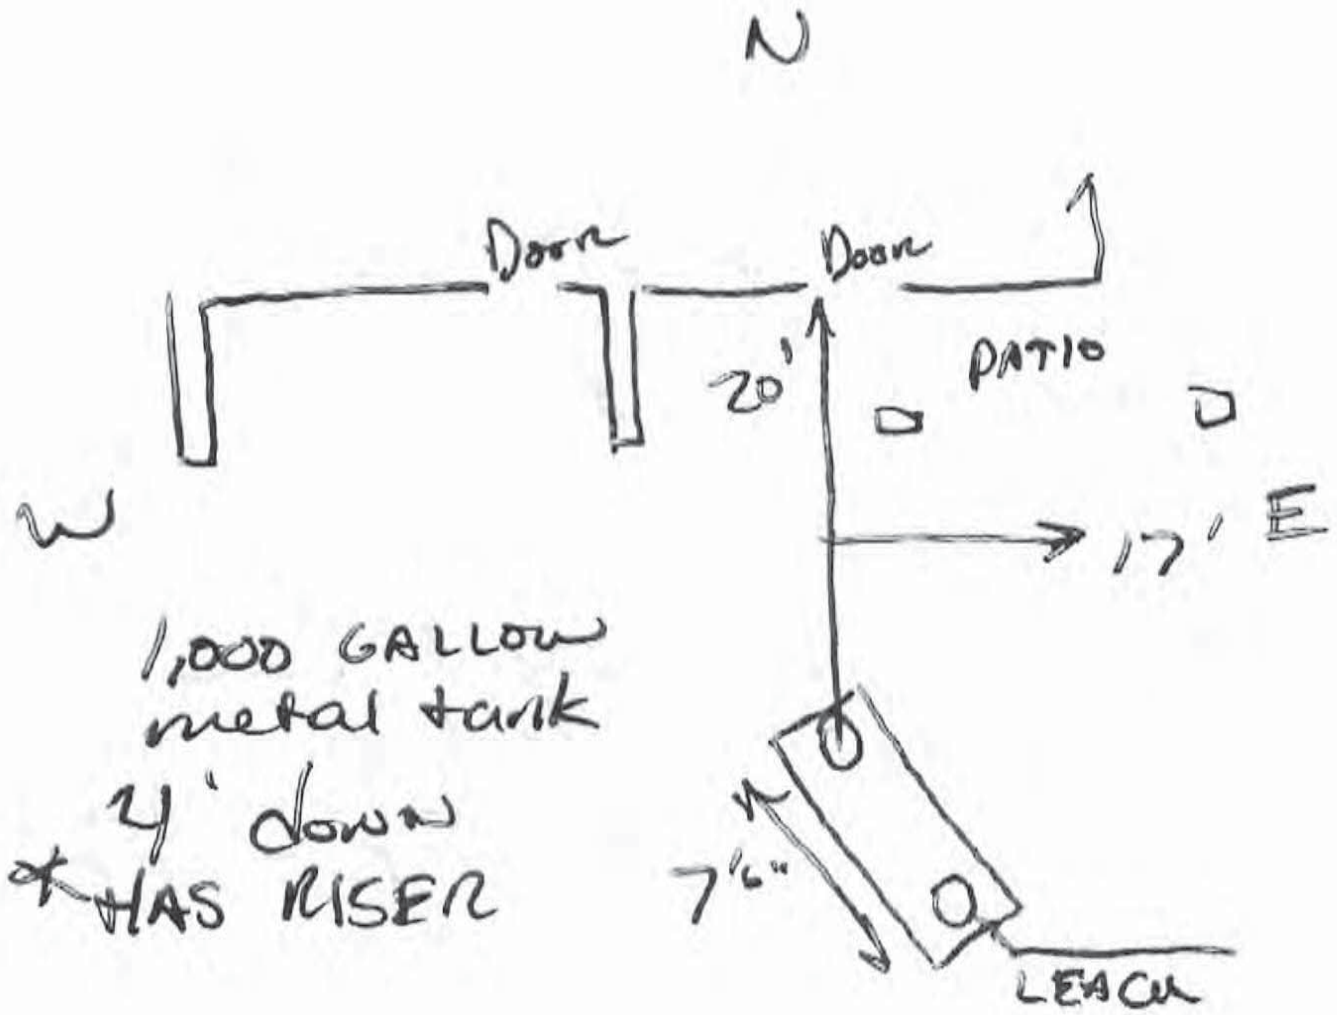 N
Door
Door
PATIO
20'
W
17' E
1,000 GALLON
metal tank
4' down
* HAS RISER
7'6"
LEACH